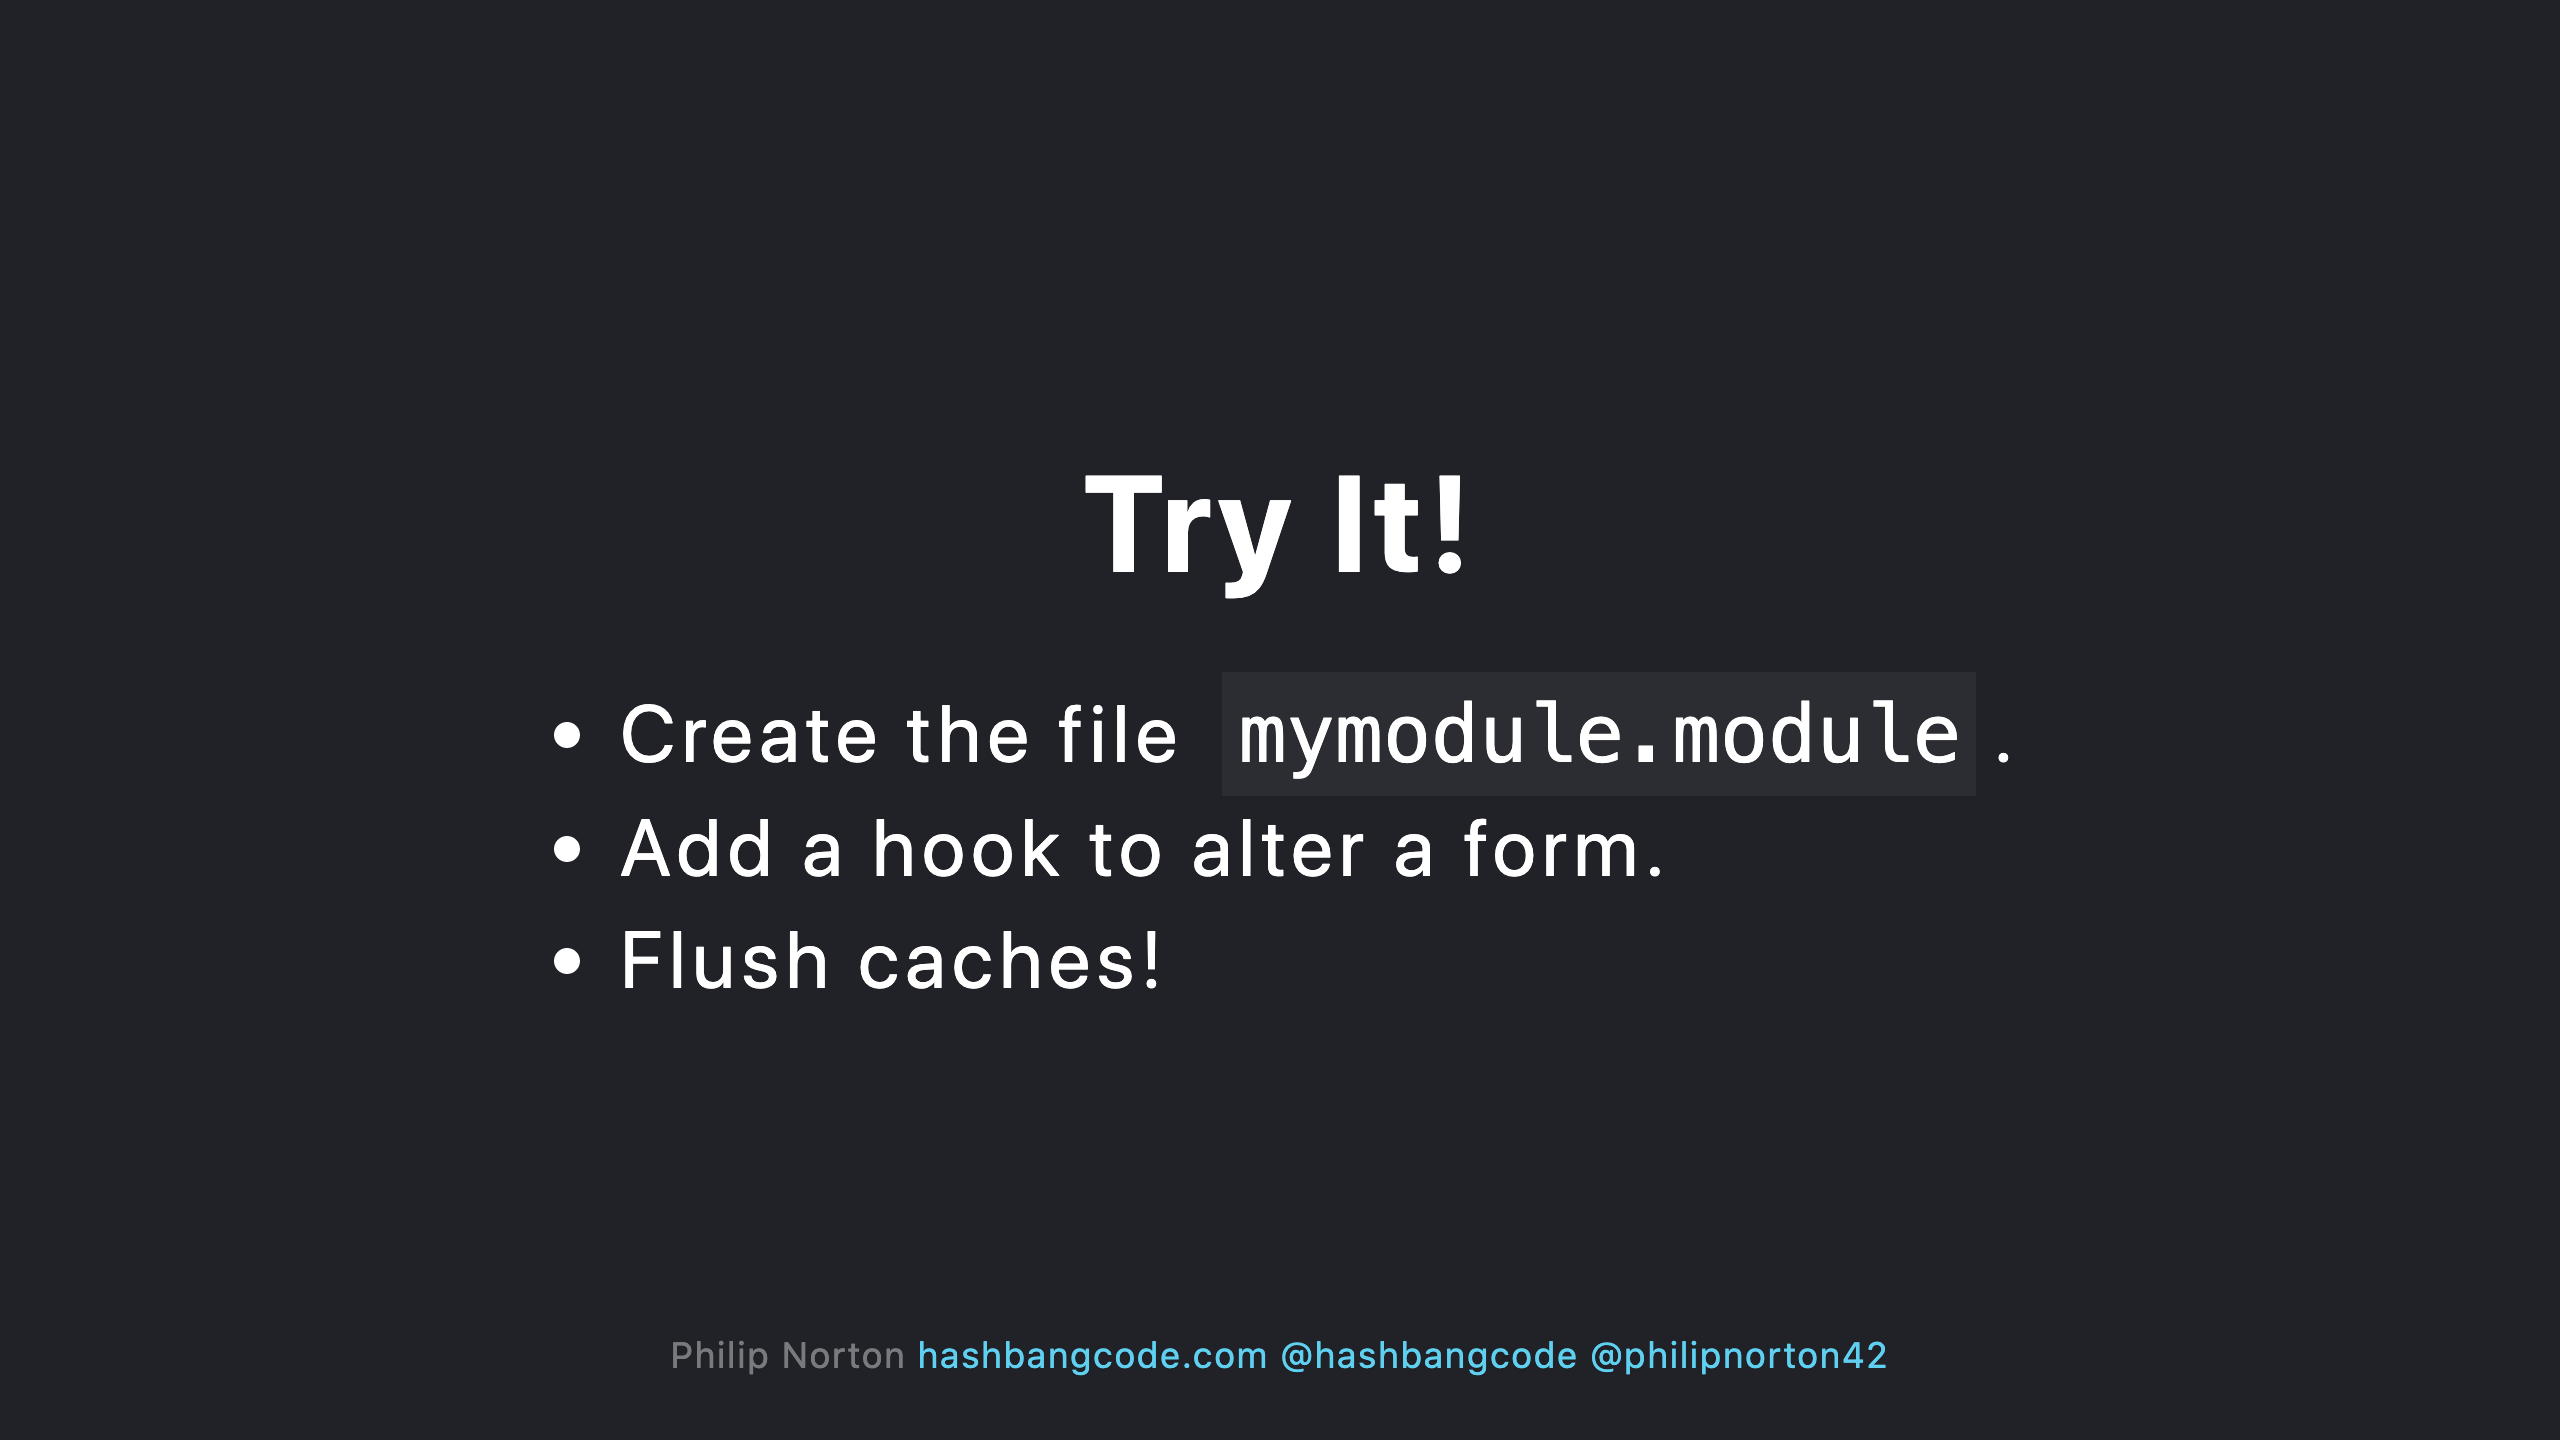 Try It!
• Create the file mymodule.module .
• Add a hook to alter a form.
• Flush caches!
Philip Norton hashbangcode.com @hashbangcode @philipnorton42